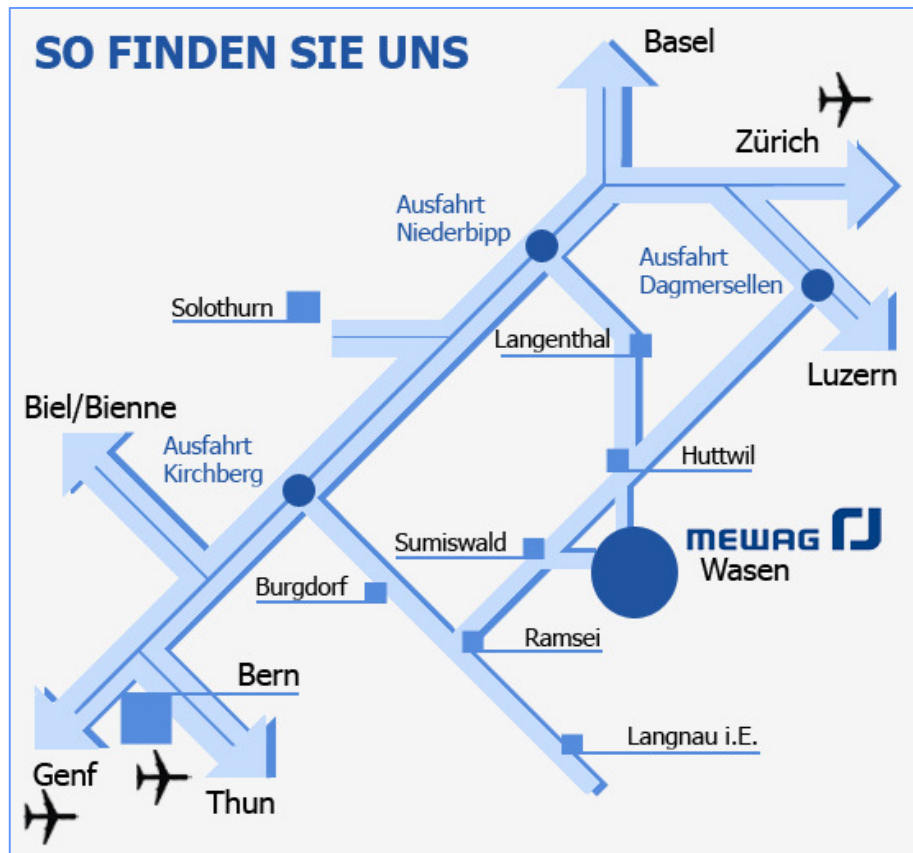 SO FINDEN SIE UNS
Basel
Zürich
Ausfahrt
Niederbipp
Ausfahrt
Dagmersellen
Solothurn
Langenthal
Luzern
Biel/Bienne
Ausfahrt
Kirchberg
Huttwil
Sumiswald
MEWAG
Wasen
Burgdorf
Ramsei
Bern
Langnau i.E.
Genf
Thun